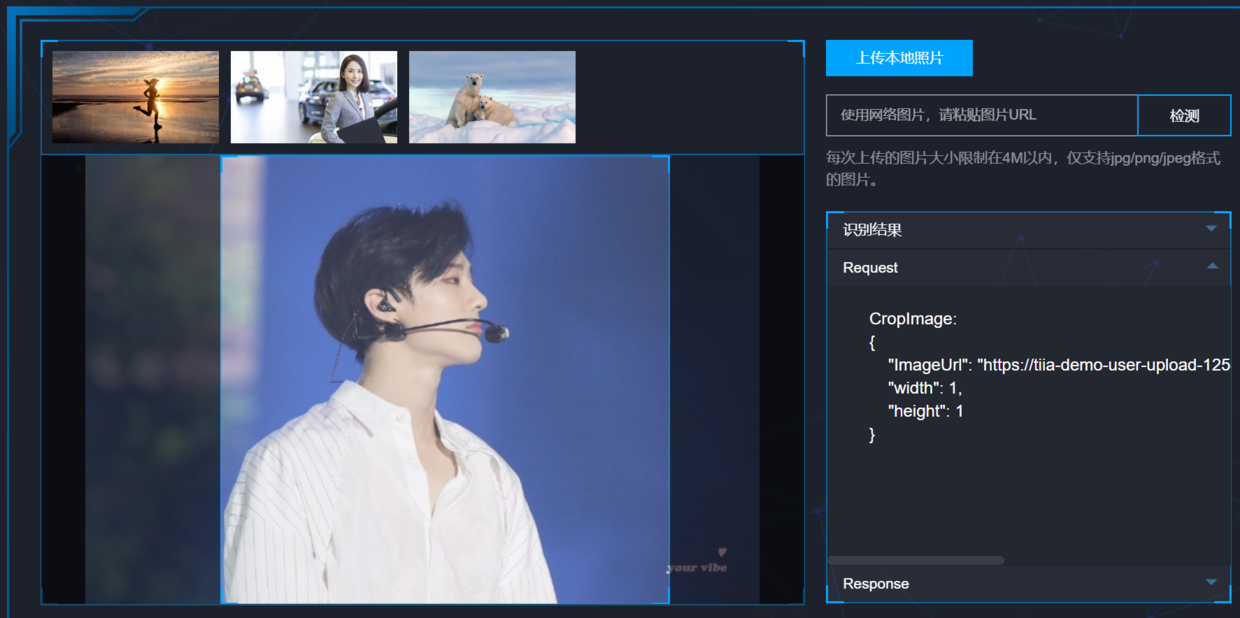 上传本地照片
使用网络图片，请粘贴图片URL
检测
每次上传的图片大小限制在4M以内，仅支持jpg/png/jpeg格式
的图片。
识别结果
Request
CropImage:
{
"ImageUrl": "https://tiia-demo-user-upload-125
"width": 1,
"height": 1
}
Response
your vibe